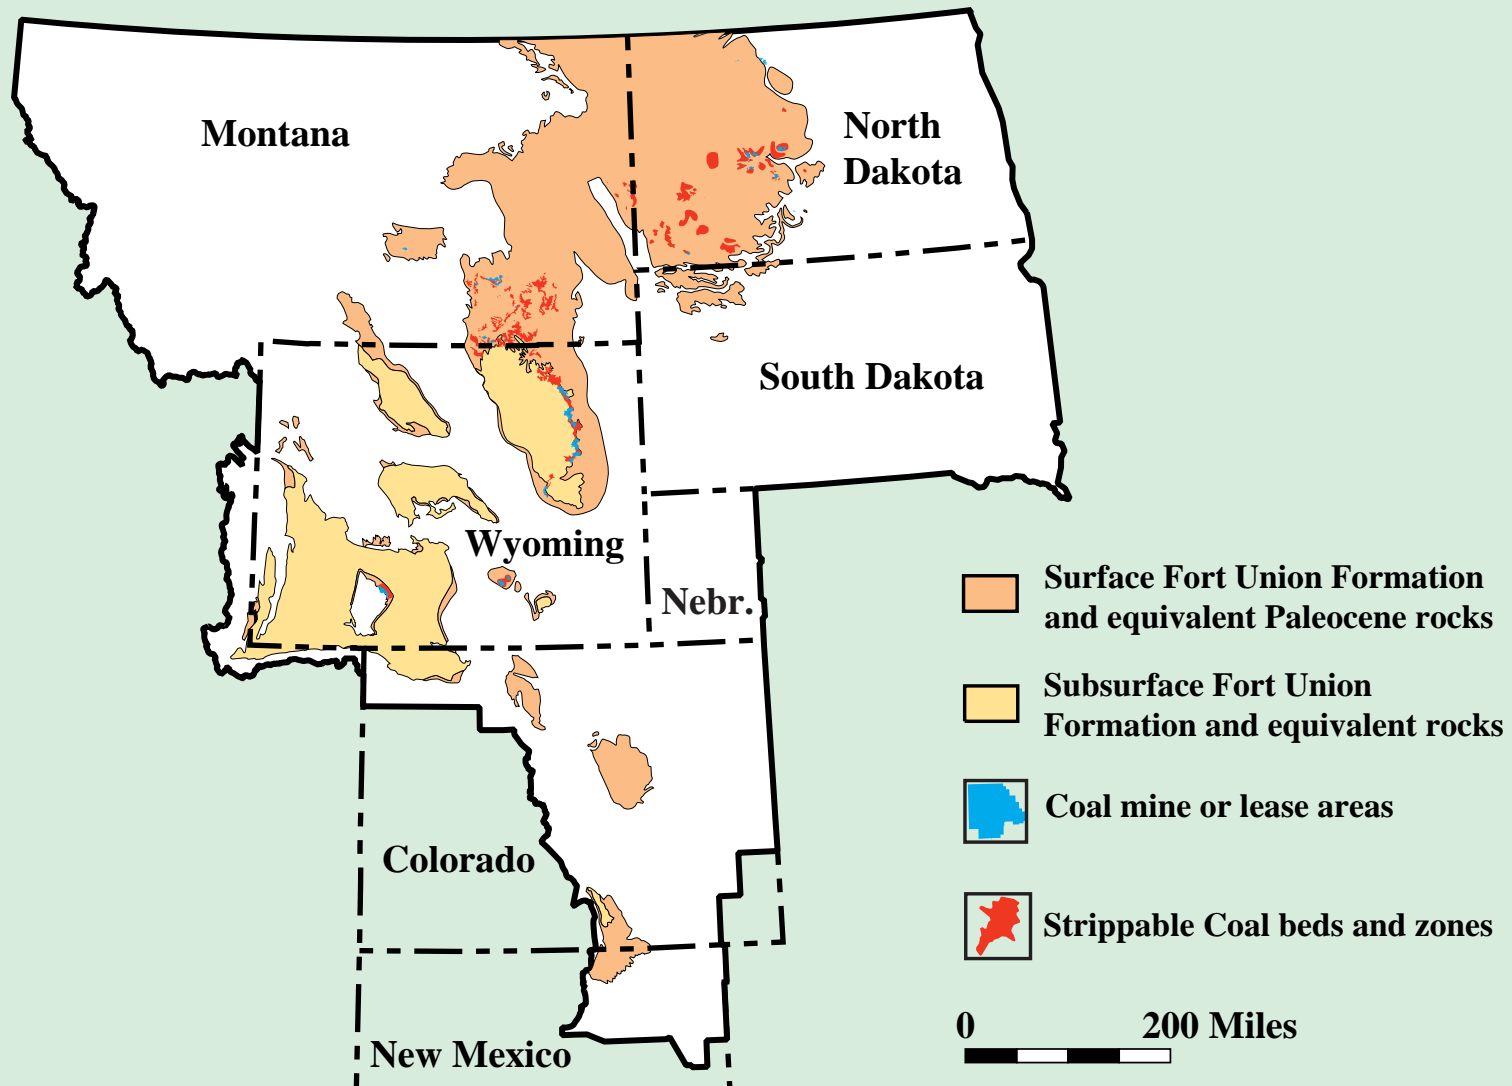 Montana
North
Dakota
South Dakota
Wyoming
Nebr.
Colorado
New Mexico
Surface Fort Union Formation
and equivalent Paleocene rocks
Subsurface Fort Union
Formation and equivalent rocks
Coal mine or lease areas
Strippable Coal beds and zones
0 200 Miles